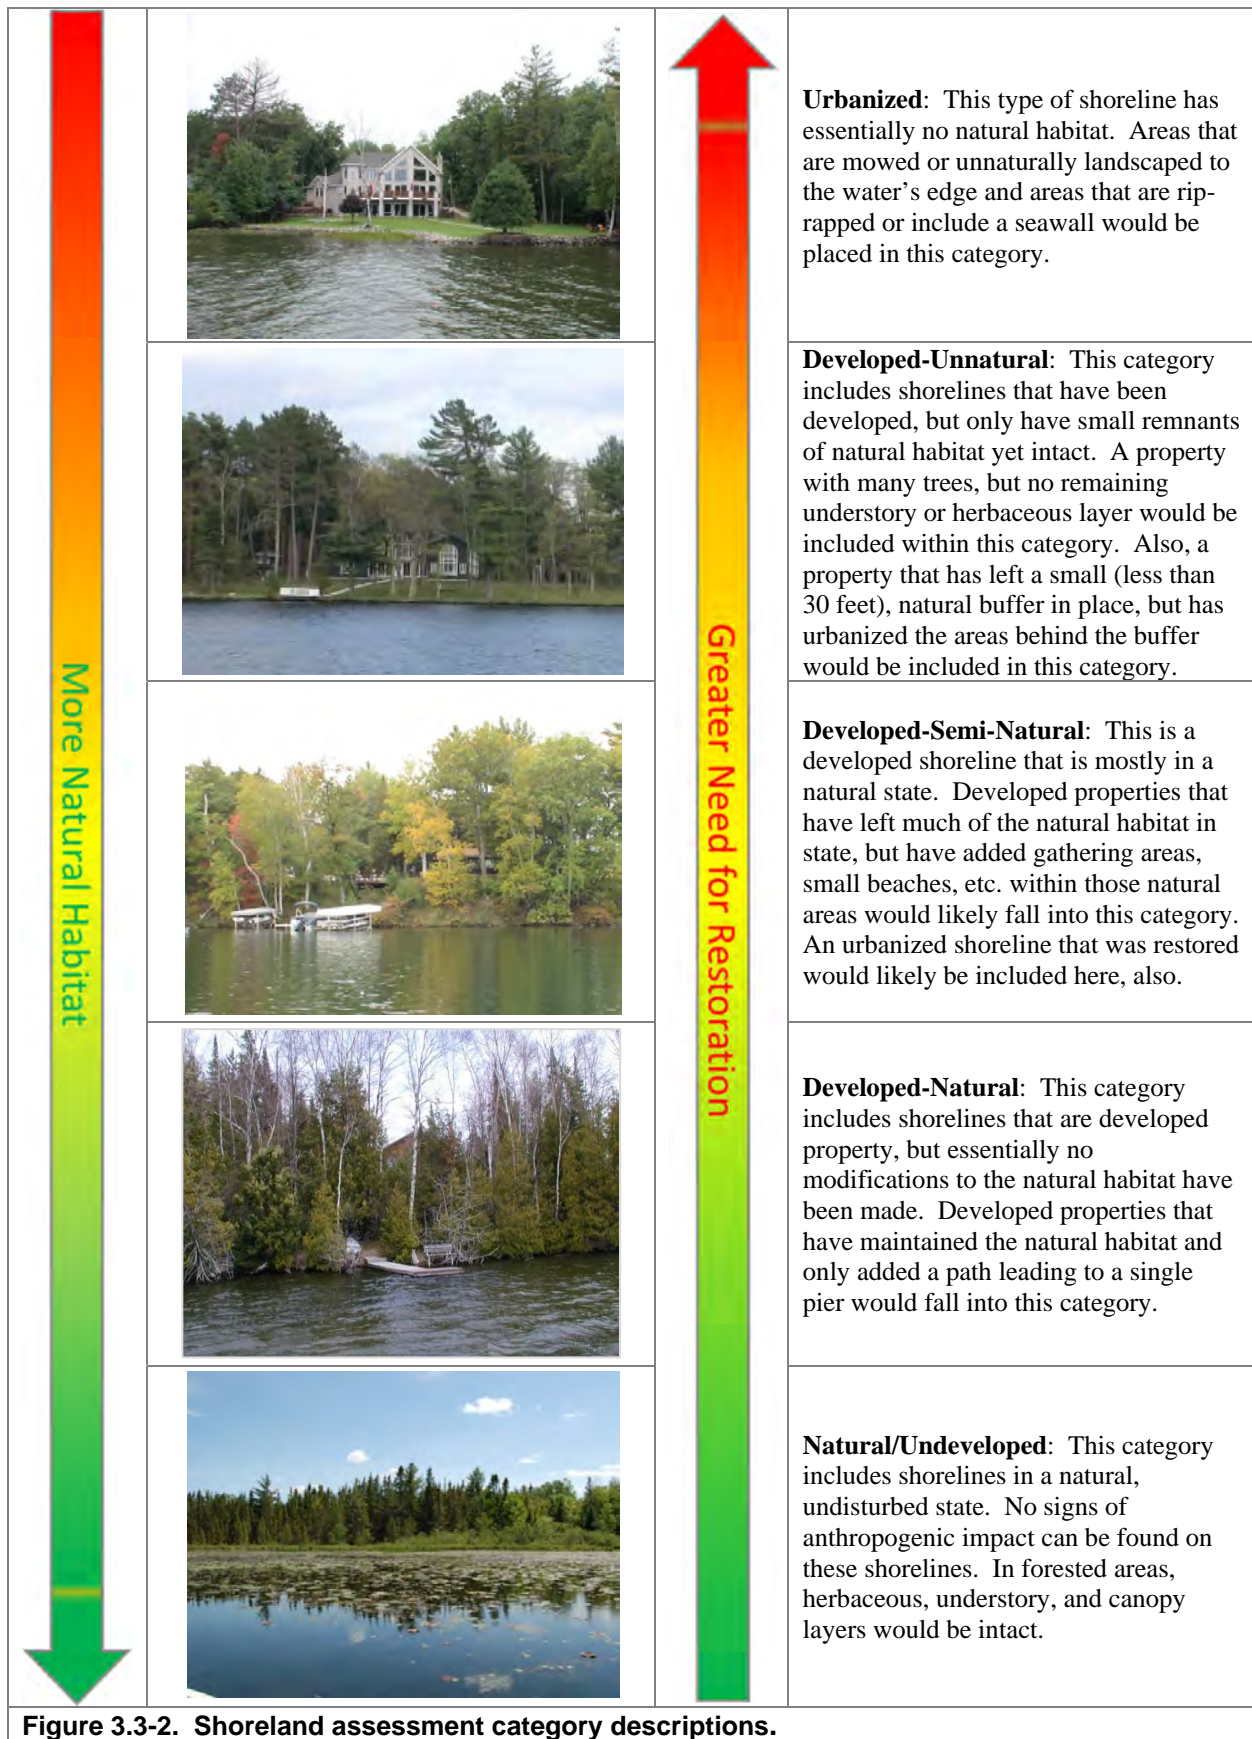 More Natural Habitat
Greater Need for Restoration
Urbanized: This type of shoreline has
essentially no natural habitat. Areas that
are mowed or unnaturally landscaped to
the water's edge and areas that are rip-
rapped or include a seawall would be
placed in this category.
Developed-Unnatural: This category
includes shorelines that have been
developed, but only have small remnants
of natural habitat yet intact. A property
with many trees, but no remaining
understory or herbaceous layer would be
included within this category. Also, a
property that has left a small (less than
30 feet), natural buffer in place, but has
urbanized the areas behind the buffer
would be included in this category.
Developed-Semi-Natural: This is a
developed shoreline that is mostly in a
natural state. Developed properties that
have left much of the natural habitat in
state, but have added gathering areas,
small beaches, etc. within those natural
areas would likely fall into this category.
An urbanized shoreline that was restored
would likely be included here, also.
Developed-Natural: This category
includes shorelines that are developed
property, but essentially no
modifications to the natural habitat have
been made. Developed properties that
have maintained the natural habitat and
only added a path leading to a single
pier would fall into this category.
Natural/Undeveloped: This category
includes shorelines in a natural,
undisturbed state. No signs of
anthropogenic impact can be found on
these shorelines. In forested areas,
herbaceous, understory, and canopy
layers would be intact.
Figure 3.3-2. Shoreland assessment category descriptions.